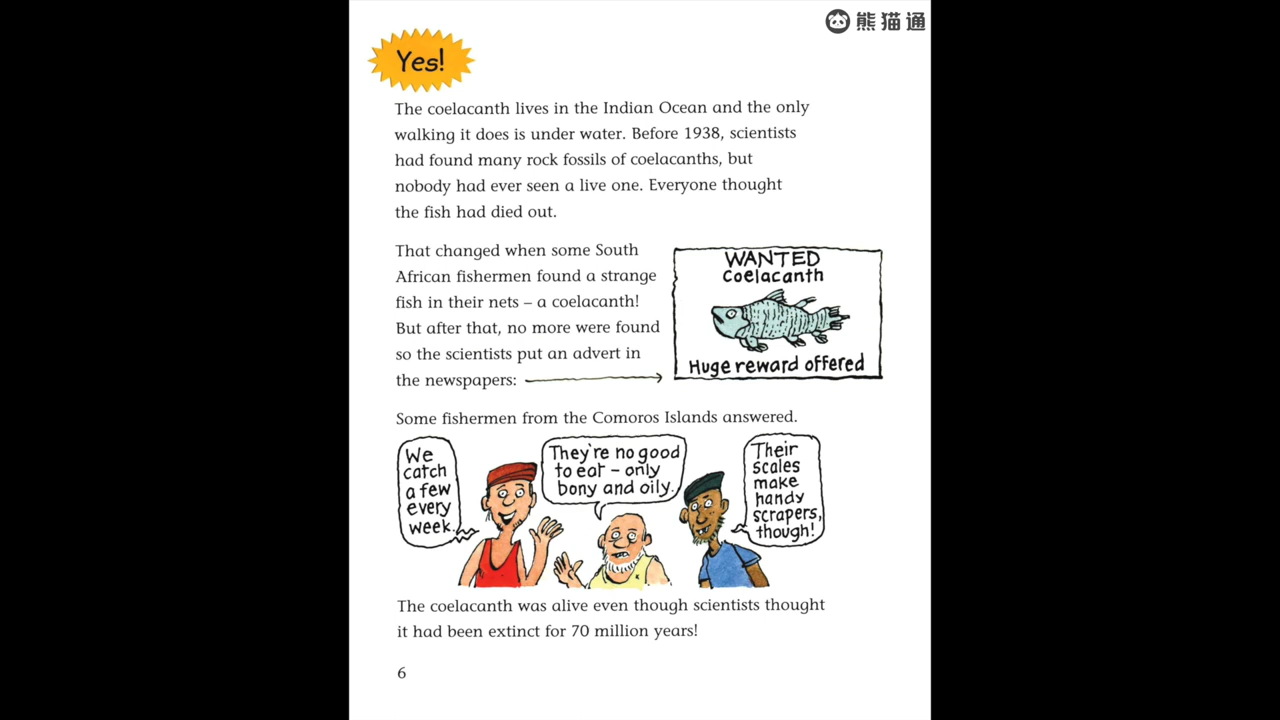 熊猫通
Yes!
The coelacanth lives in the Indian Ocean and the only
walking it does is under water. Before 1938, scientists
had found many rock fossils of coelacanths, but
nobody had ever seen a live one. Everyone thought
the fish had died out.
That changed when some South
African fishermen found a strange
fish in their nets – a coelacanth!
But after that, no more were found
so the scientists put an advert in
the newspapers:
WANTED
Coelacanth
Huge reward offered
Some fishermen from the Comoros Islands answered.
We
catch
a few
every
week.
They're no good
to eat – only
bony and oily.
Their
scales
make
handy
scrapers,
though!
The coelacanth was alive even though scientists thought
it had been extinct for 70 million years!
6